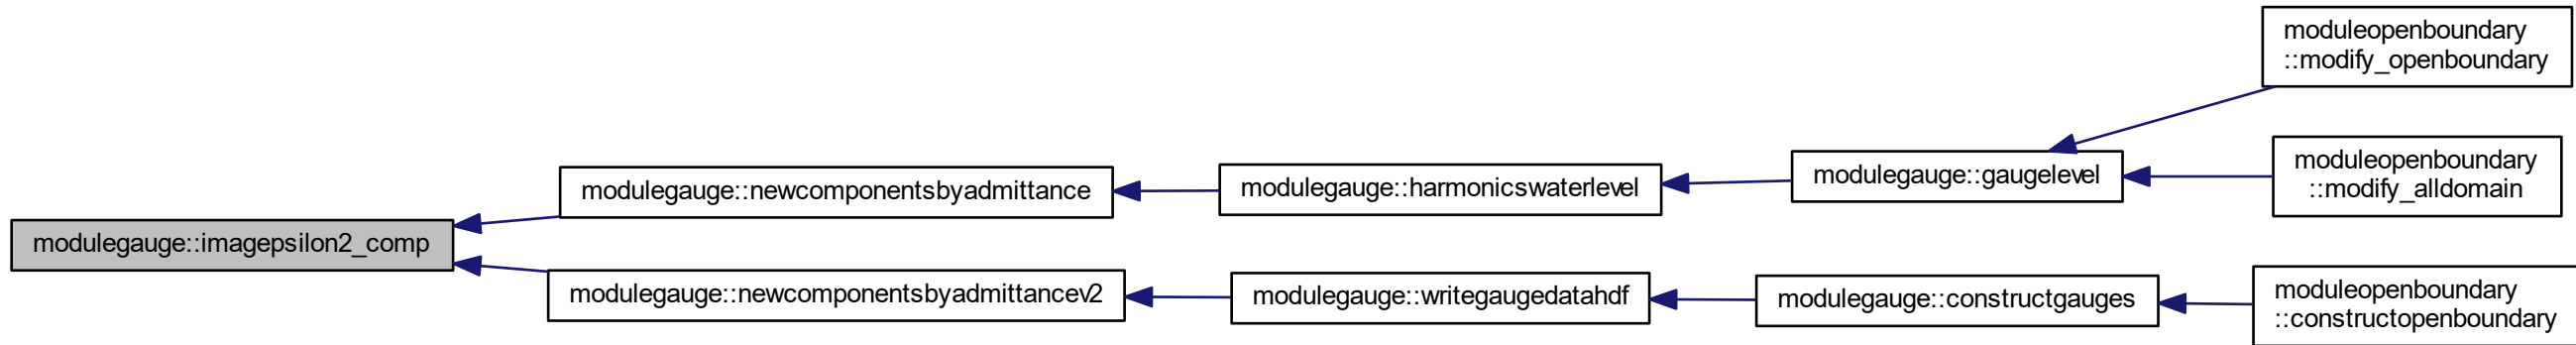 moduleopenboundary
::modify_openboundary
moduleopenboundary
::modify_alldomain
modulegauge::newcomponentsbyadmittance
modulegauge::harmonicswaterlevel
modulegauge::gaugelevel
modulegauge::imagepsilon2_comp
modulegauge::newcomponentsbyadmittancev2
modulegauge::writegaugedatahdf
modulegauge::constructgauges
moduleopenboundary
::constructopenboundary